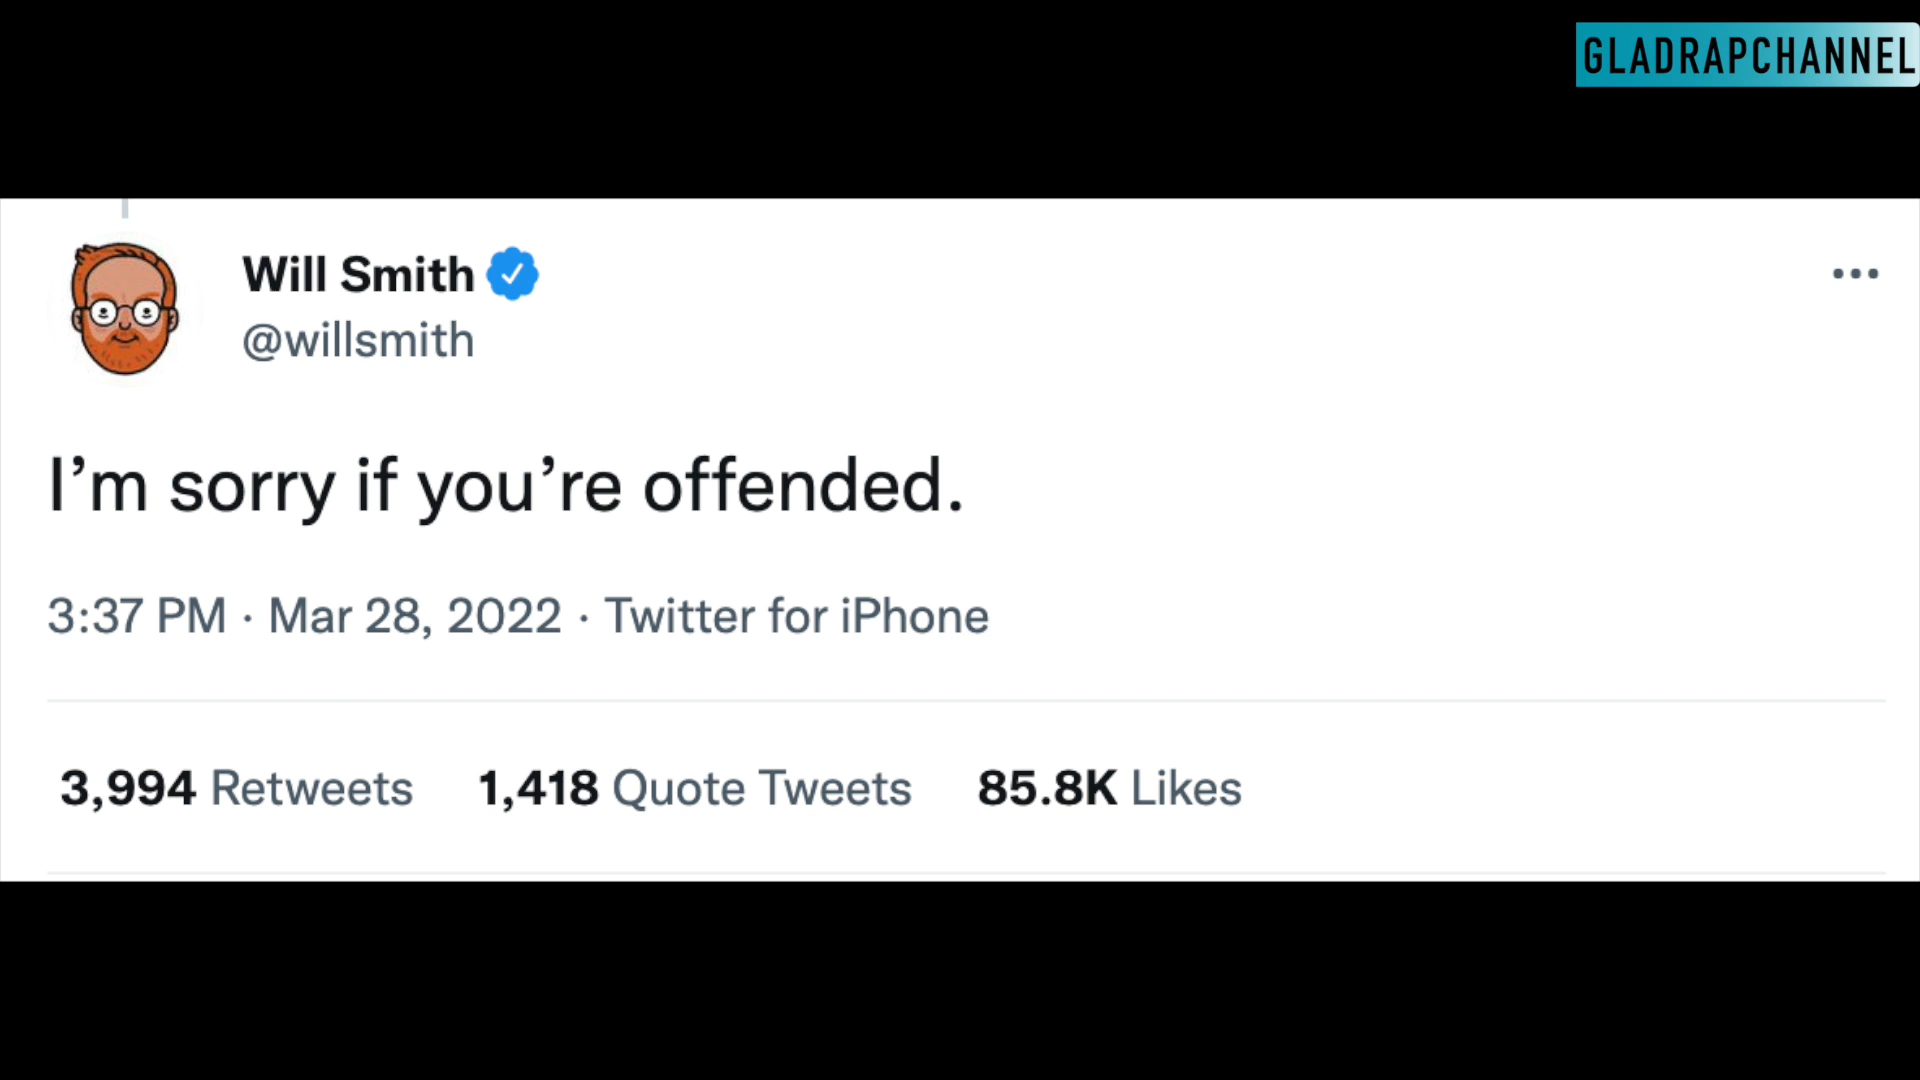 GLADRAPCHANNEL
Will Smith
@willsmith
I’m sorry if you’re offended.
3:37 PM · Mar 28, 2022 · Twitter for iPhone
3,994 Retweets 1,418 Quote Tweets 85.8K Likes